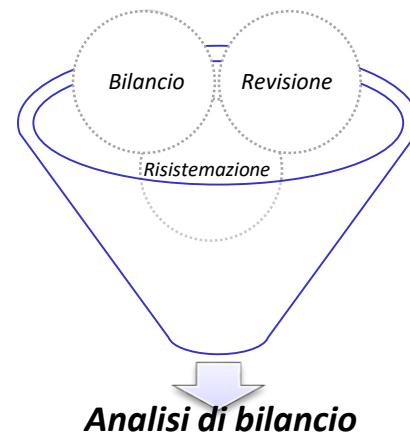 Bilancio
Revisione
Risistemazione
Analisi di bilancio